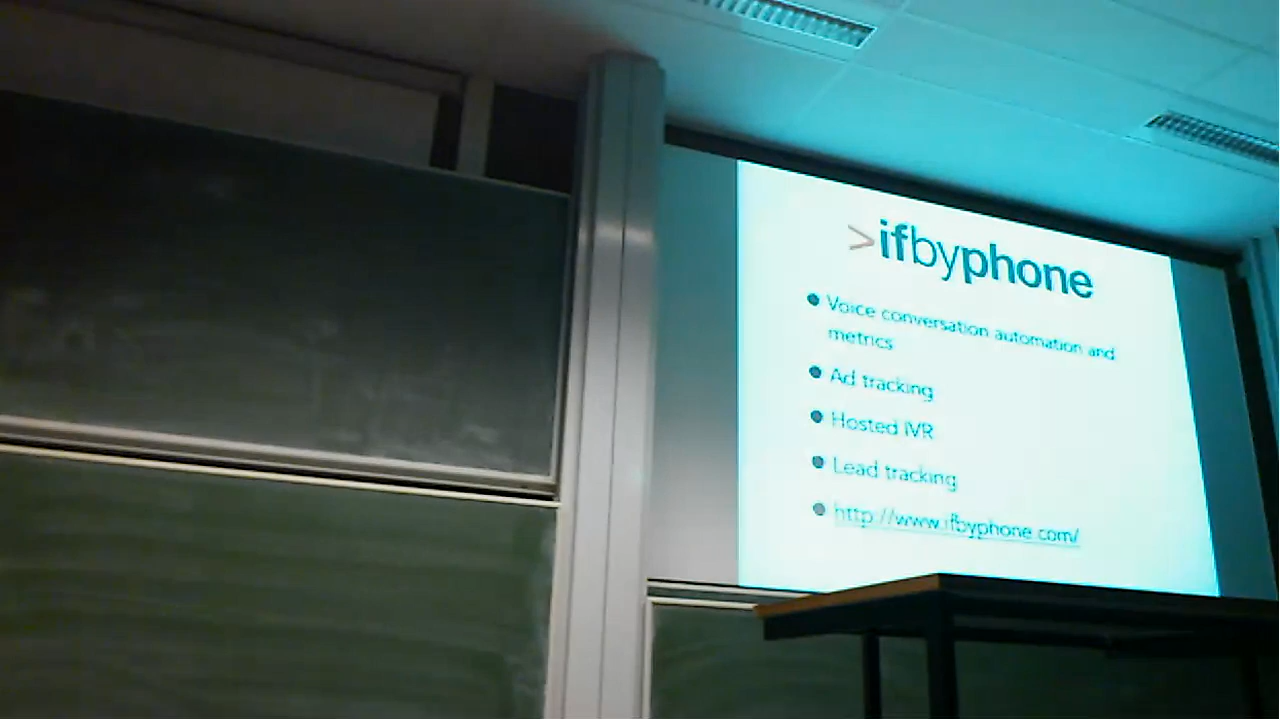 >ifbyphone
Voice conversation automation and
metrics
Ad tracking
Hosted IVR
Lead tracking
http://www.ifbyphone.com/